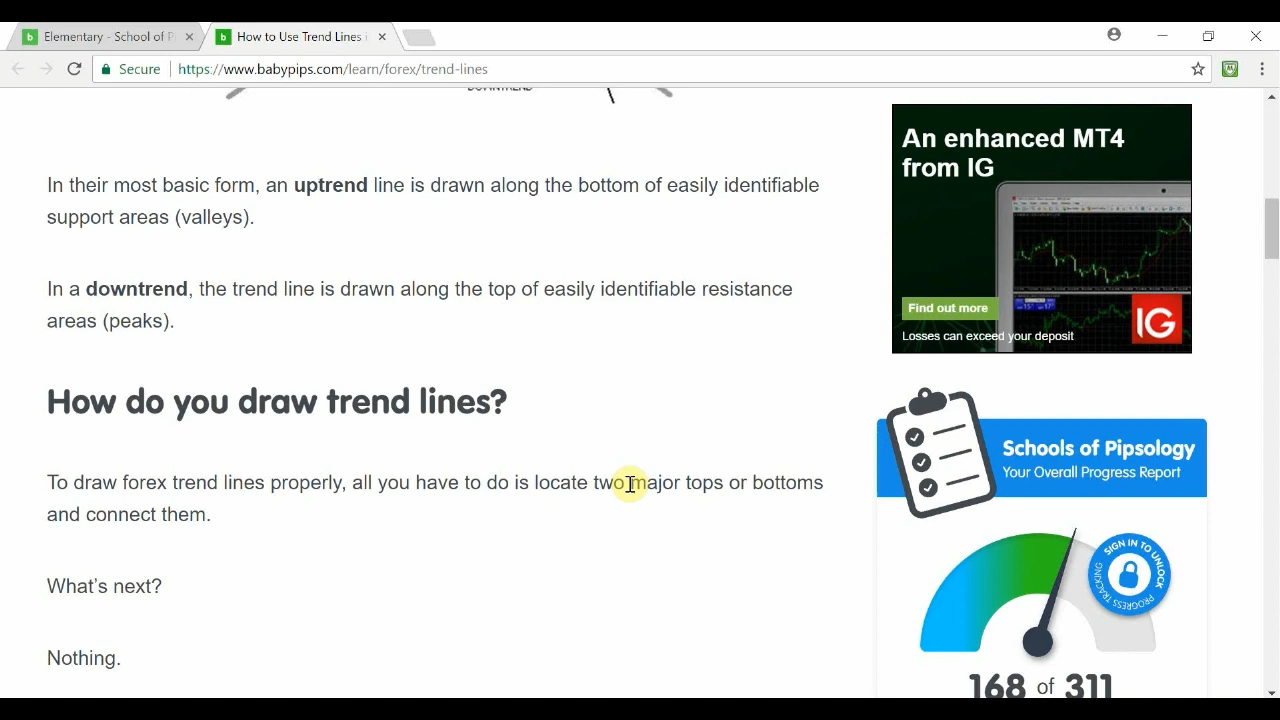 Elementary - School of P
How to Use Trend Lines i
Secure
https://www.babypips.com/learn/forex/trend-lines
DOWNTREND
In their most basic form, an uptrend line is drawn along the bottom of easily identifiable
support areas (valleys).
In a downtrend, the trend line is drawn along the top of easily identifiable resistance
areas (peaks).
How do you draw trend lines?
To draw forex trend lines properly, all you have to do is locate two major tops or bottoms
and connect them.
What's next?
Nothing.
An enhanced MT4
from IG
Find out more
IG
Losses can exceed your deposit
Schools of Pipsology
Your Overall Progress Report
SIGN IN TO UNLOCK
PROGRESS TRACKING
168 of 311